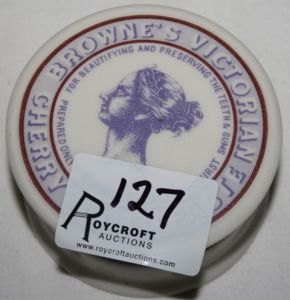 CHERRY BROWNE'S VICTORIAN
FOR BEAUTIFYING AND PRESERVING THE TEETH & GUMS
PREPARED ONLY
127
ROYCROFT
AUCTIONS
www.roycroftauctions.com